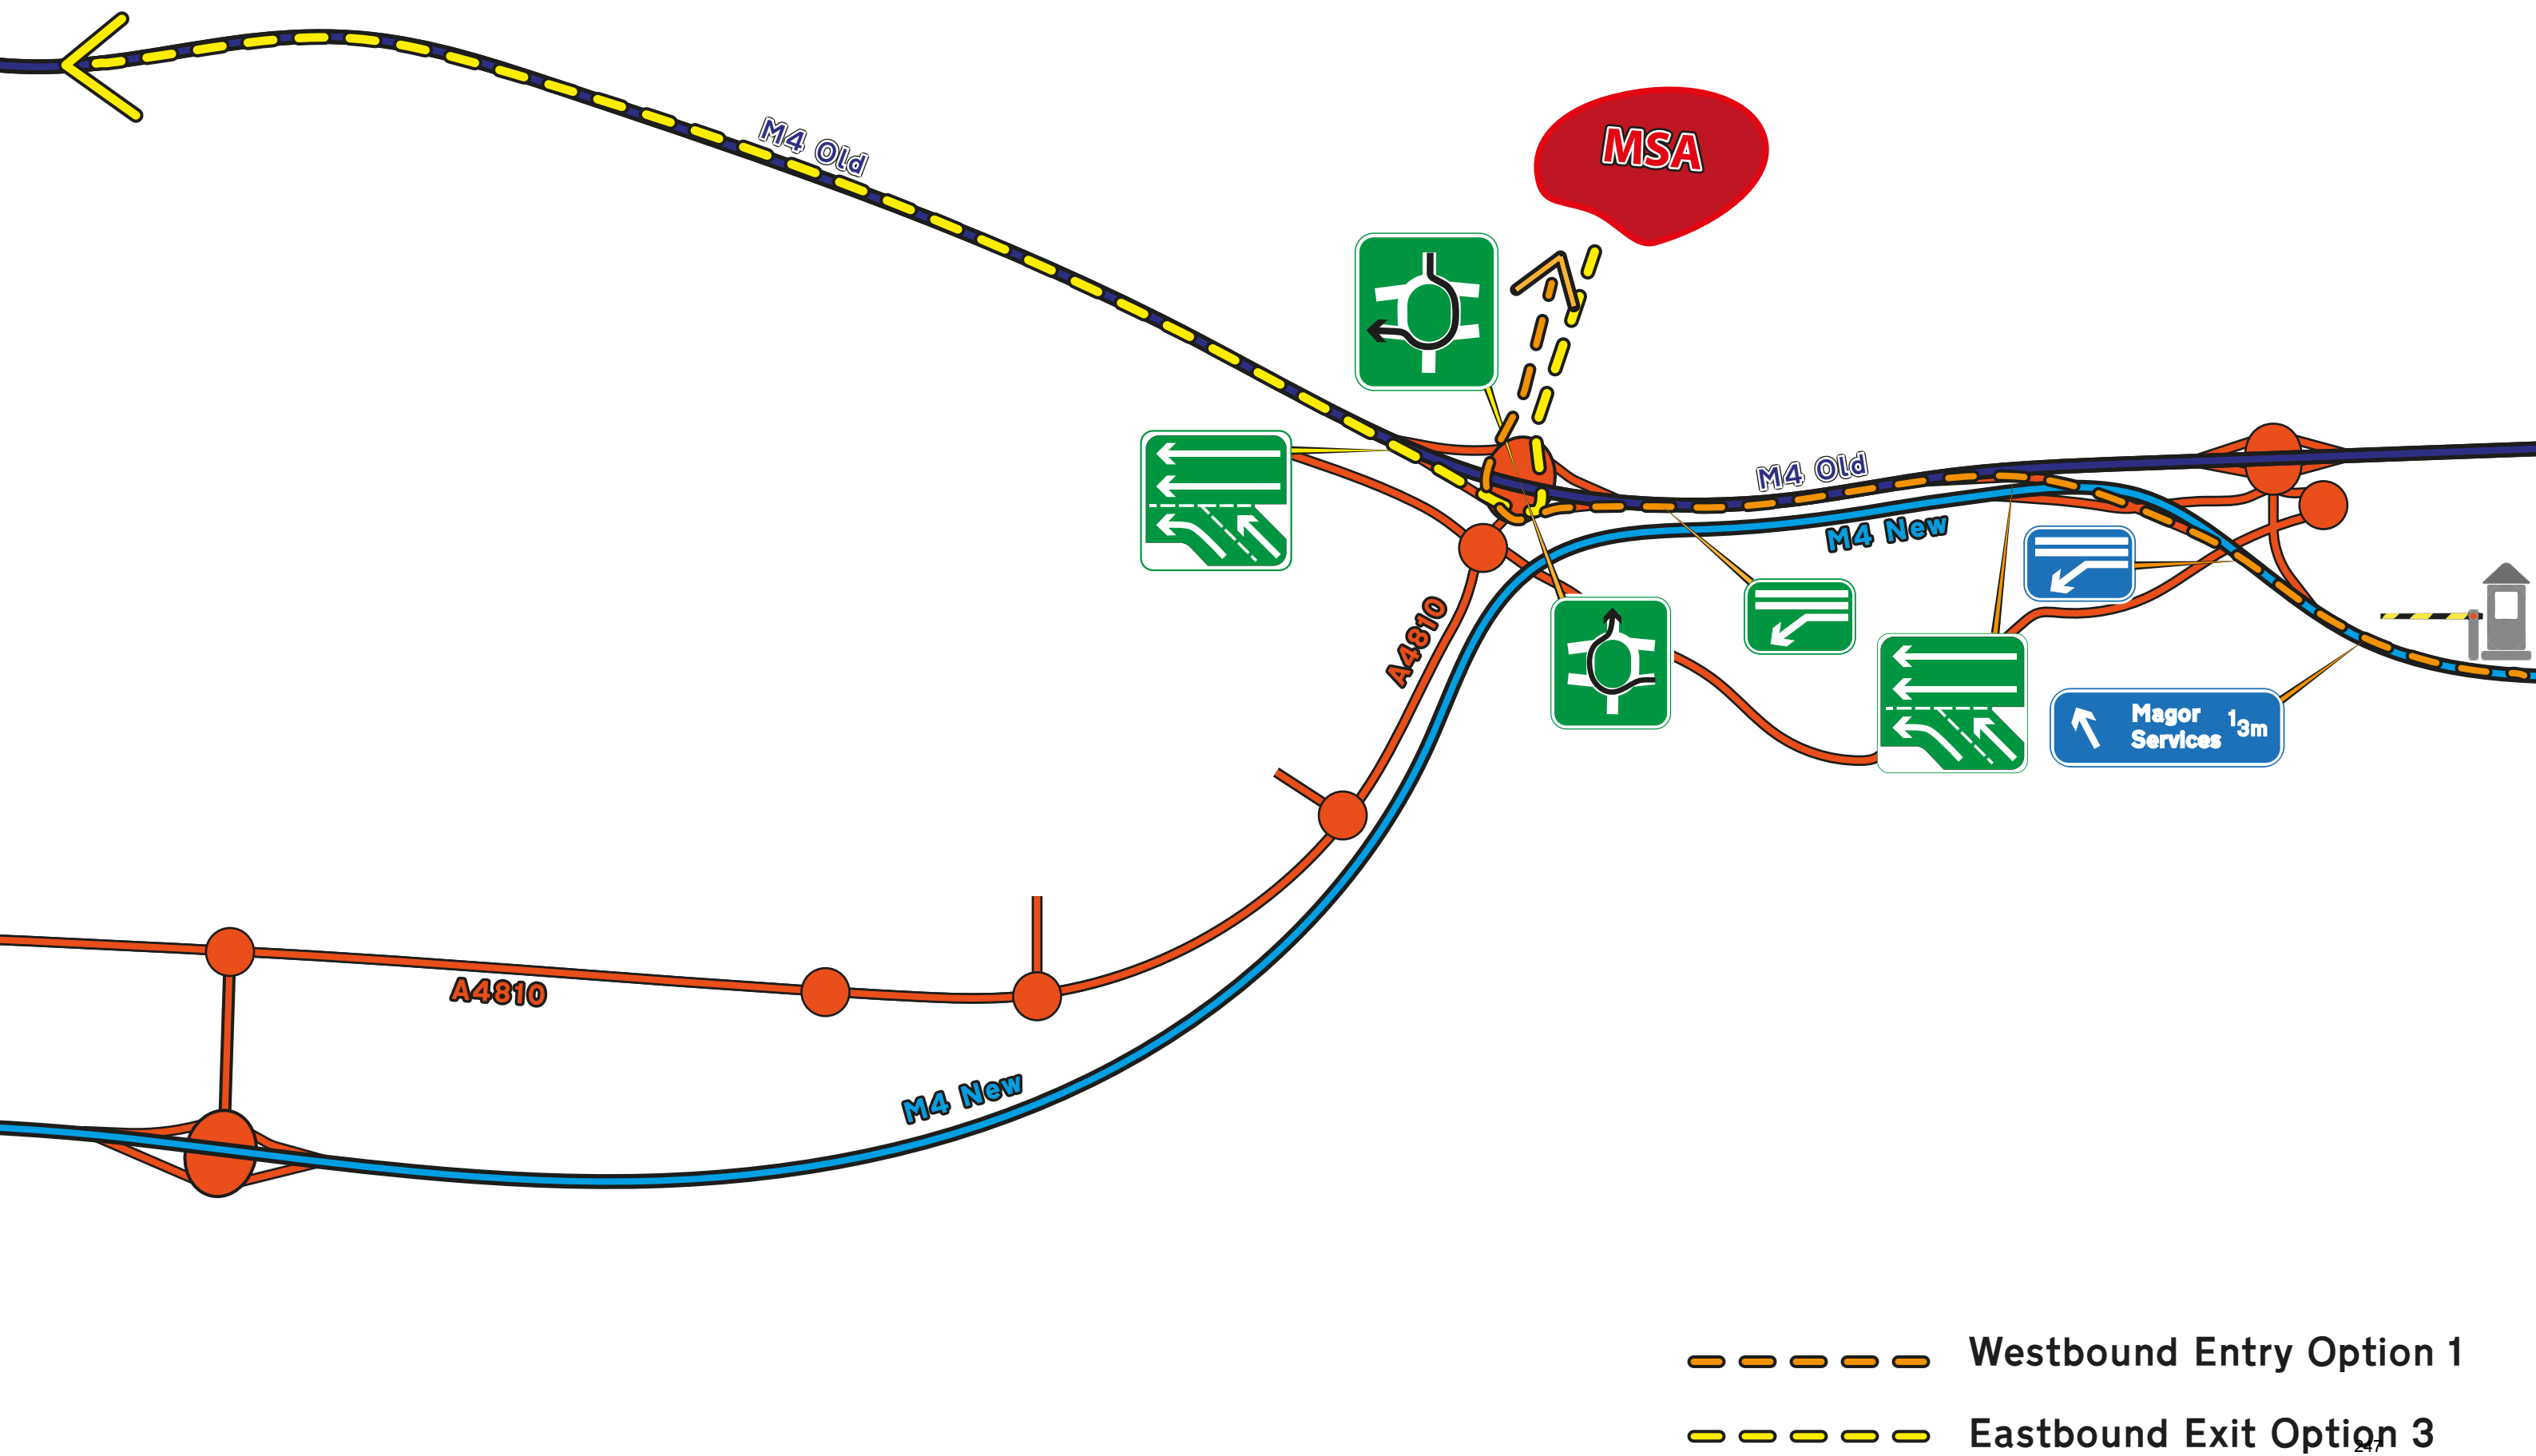 M4 Old
MSA
M4 Old
M4 New
A4810
Magor
Services
13m
A4810
M4 New
Westbound Entry Option 1
Eastbound Exit Option 3
247